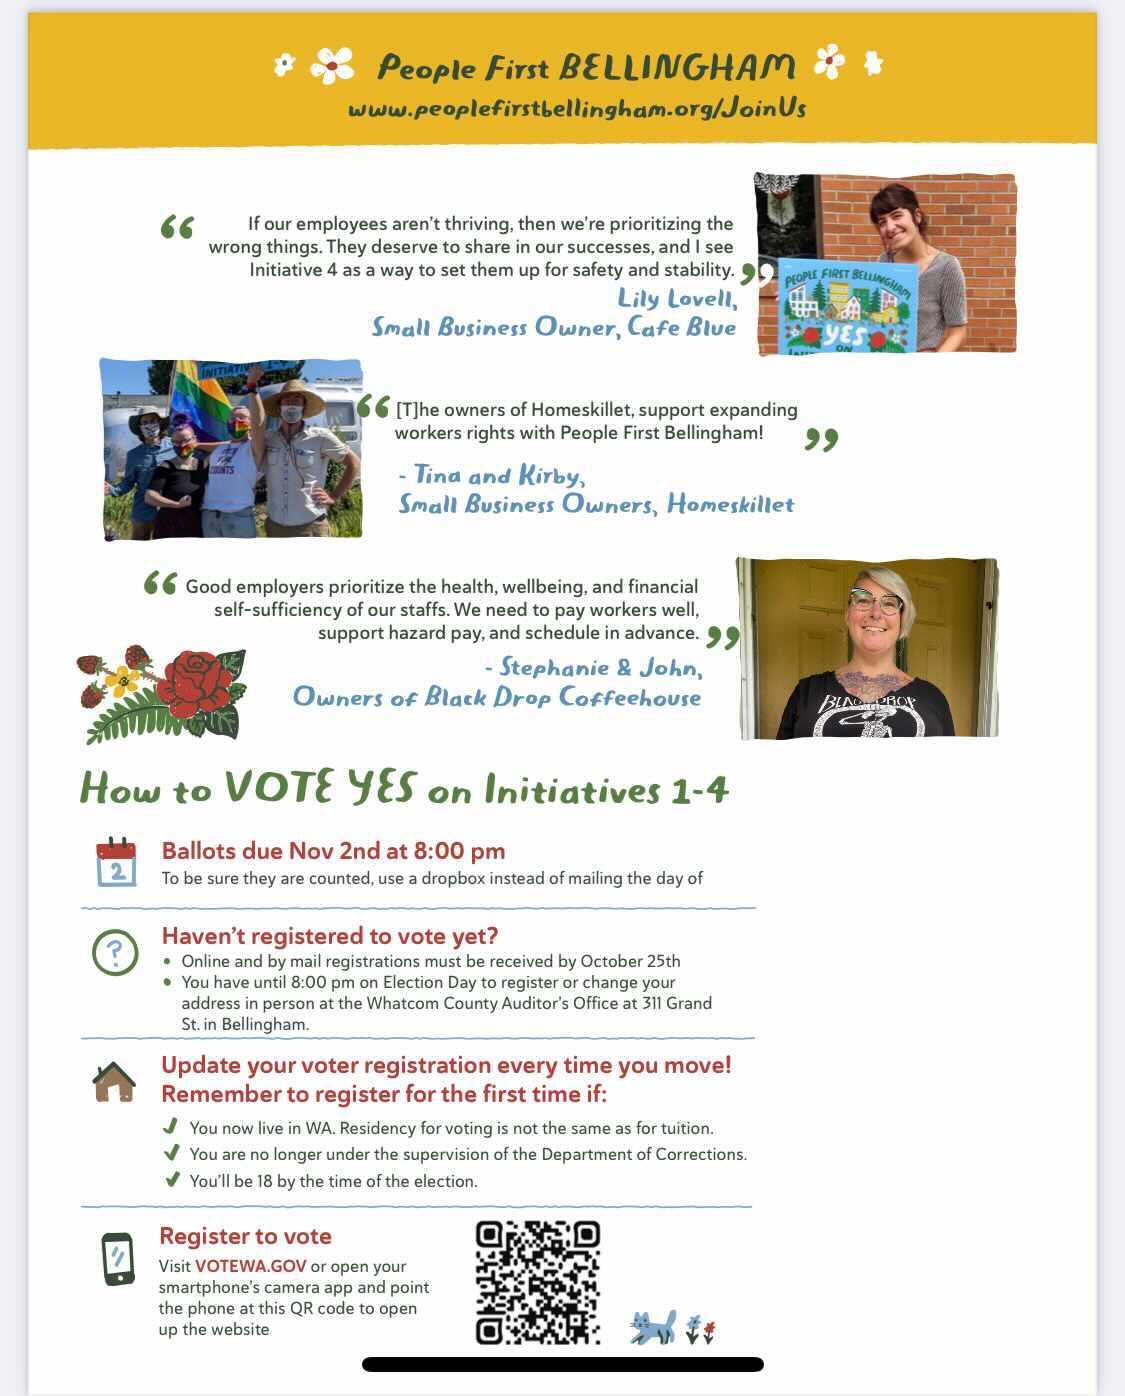 People First BELLINGHAM
www.peoplefirstbellingham.org/JoinUs
“ If our employees aren’t thriving, then we’re prioritizing the
wrong things. They deserve to share in our successes, and I see
Initiative 4 as a way to set them up for safety and stability. ”
Lily Lovell,
Small Business Owner, Cafe Blue
PEOPLE FIRST BELLINGHAM
YES
ON
INITIATIVES 1-4
COUNTS
“ [T]he owners of Homeskillet, support expanding
workers rights with People First Bellingham! ”
- Tina and Kirby,
Small Business Owners, Homeskillet
“ Good employers prioritize the health, wellbeing, and financial
self-sufficiency of our staffs. We need to pay workers well,
support hazard pay, and schedule in advance. ”
- Stephanie & John,
Owners of Black Drop Coffeehouse
BLACK DROP
How to VOTE YES on Initiatives 1-4
2
Ballots due Nov 2nd at 8:00 pm
To be sure they are counted, use a dropbox instead of mailing the day of
?
Haven’t registered to vote yet?
• Online and by mail registrations must be received by October 25th
• You have until 8:00 pm on Election Day to register or change your
address in person at the Whatcom County Auditor’s Office at 311 Grand
St. in Bellingham.
Update your voter registration every time you move!
Remember to register for the first time if:
You now live in WA. Residency for voting is not the same as for tuition.
You are no longer under the supervision of the Department of Corrections.
You’ll be 18 by the time of the election.
Register to vote
Visit VOTEWA.GOV or open your
smartphone’s camera app and point
the phone at this QR code to open
up the website